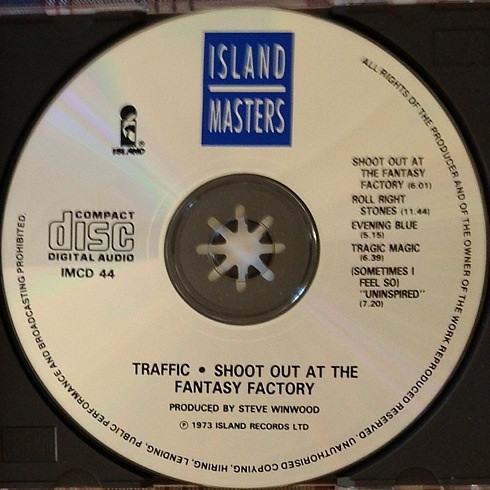 ISLAND
MASTERS
ISLAND
ALL RIGHTS OF THE PRODUCER AND OF THE OWNER OF THE WORK REPRODUCED RESERVED. UNAUTHORISED COPYING, HIRING, LENDING, PUBLIC PERFORMANCE AND BROADCASTING PROHIBITED.
SHOOT OUT AT
THE FANTASY
FACTORY (6.01)
ROLL RIGHT
STONES (11.44)
EVENING BLUE
(5.15)
TRAGIC MAGIC
(6.39)
(SOMETIMES I
FEEL SO)
"UNINSPIRED"
(7.20)
COMPACT
disc
DIGITAL AUDIO
IMCD 44
TRAFFIC • SHOOT OUT AT THE
FANTASY FACTORY
PRODUCED BY STEVE WINWOOD
℗ 1973 ISLAND RECORDS LTD